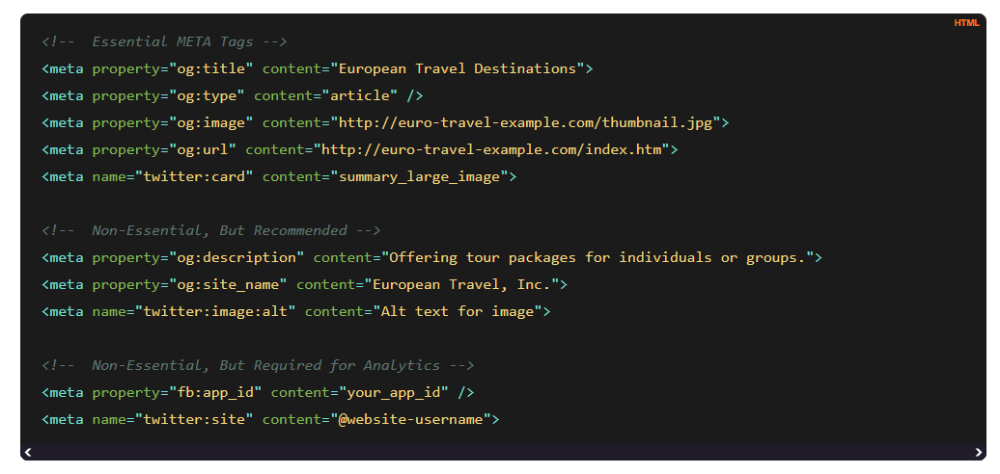 HTML
<!--  Essential META Tags -->
<meta property="og:title" content="European Travel Destinations">
<meta property="og:type" content="article" />
<meta property="og:image" content="http://euro-travel-example.com/thumbnail.jpg">
<meta property="og:url" content="http://euro-travel-example.com/index.htm">
<meta name="twitter:card" content="summary_large_image">

<!--  Non-Essential, But Recommended -->
<meta property="og:description" content="Offering tour packages for individuals or groups.">
<meta property="og:site_name" content="European Travel, Inc.">
<meta name="twitter:image:alt" content="Alt text for image">

<!--  Non-Essential, But Required for Analytics -->
<meta property="fb:app_id" content="your_app_id" />
<meta name="twitter:site" content="@website-username">